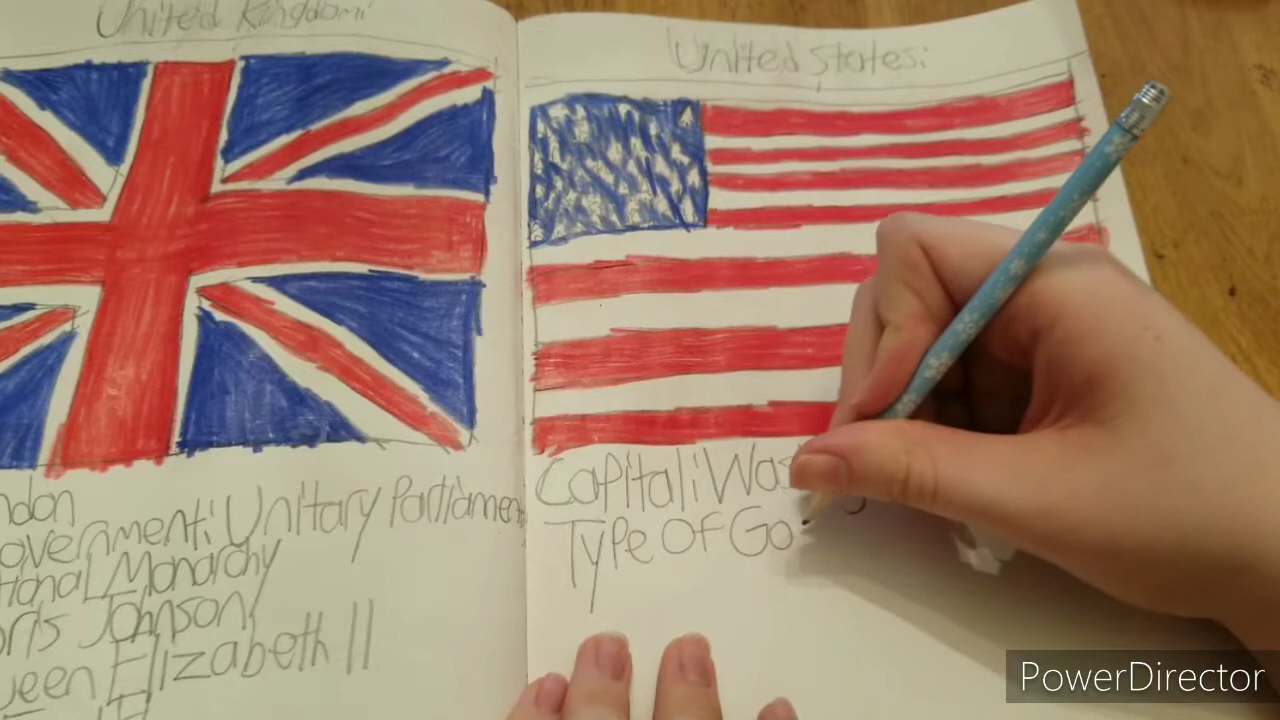 United Kingdom:
United States:
ndon
overnment: Unitary Parliament
tional Monarchy
oris Johnson
ueen Elizabeth II
Capital: Was
Type Of Go
PowerDirector